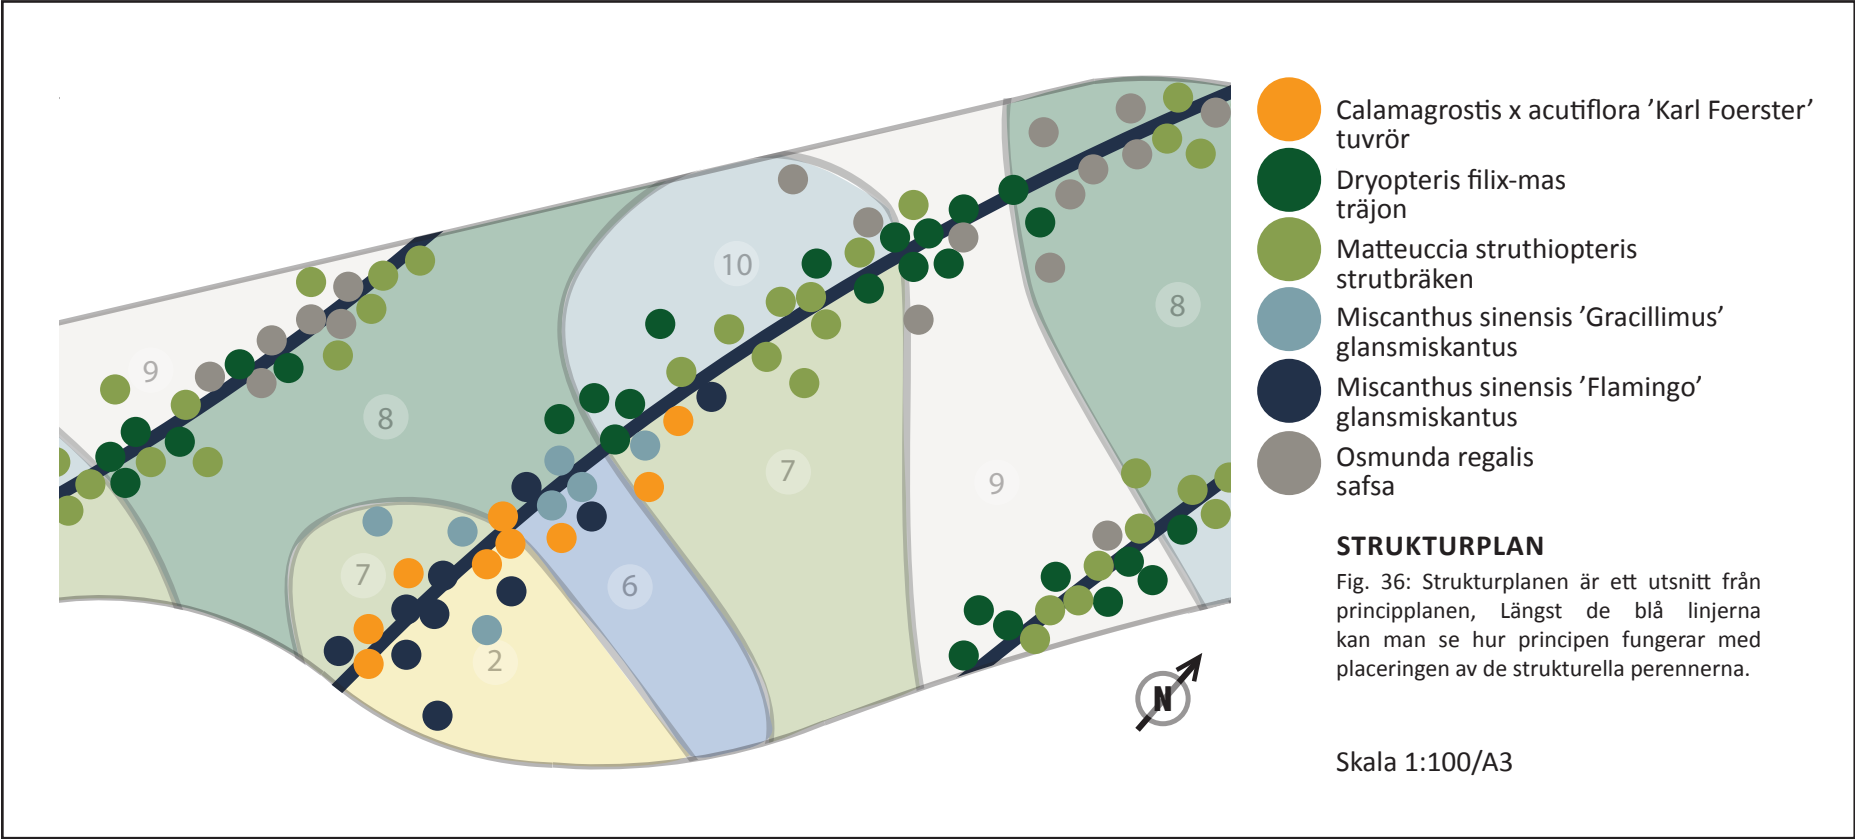 Calamagrostis x acutiflora ’Karl Foerster’
tuvrör
Dryopteris filix-mas
träjon
Matteuccia struthiopteris
strutbräken
Miscanthus sinensis ’Gracillimus’
glansmiskantus
Miscanthus sinensis ’Flamingo’
glansmiskantus
Osmunda regalis
safsa
STRUKTURPLAN
Fig. 36: Strukturplanen är ett utsnitt från
principplanen, Längst de blå linjerna
kan man se hur principen fungerar med
placeringen av de strukturella perennerna.
Skala 1:100/A3
10
8
9
8
7
9
7
6
2
N